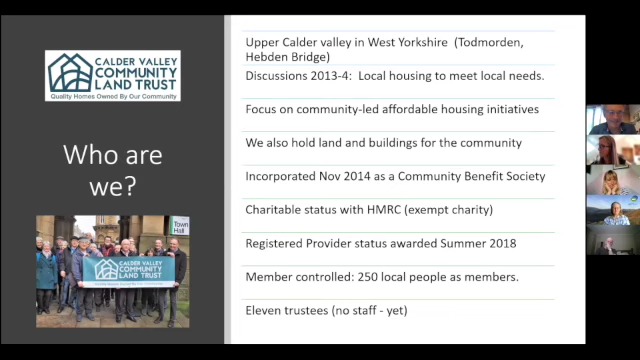 CALDER VALLEY
COMMUNITY
LAND TRUST
Quality Homes Owned By Our Community
Who are
we?
Town
Hall
CALDER VALLEY
COMMUNITY
LAND TRUST
Upper Calder valley in West Yorkshire (Todmorden,
Hebden Bridge)
Discussions 2013-4: Local housing to meet local needs.
Focus on community-led affordable housing initiatives
We also hold land and buildings for the community
Incorporated Nov 2014 as a Community Benefit Society
Charitable status with HMRC (exempt charity)
Registered Provider status awarded Summer 2018
Member controlled: 250 local people as members.
Eleven trustees (no staff - yet)